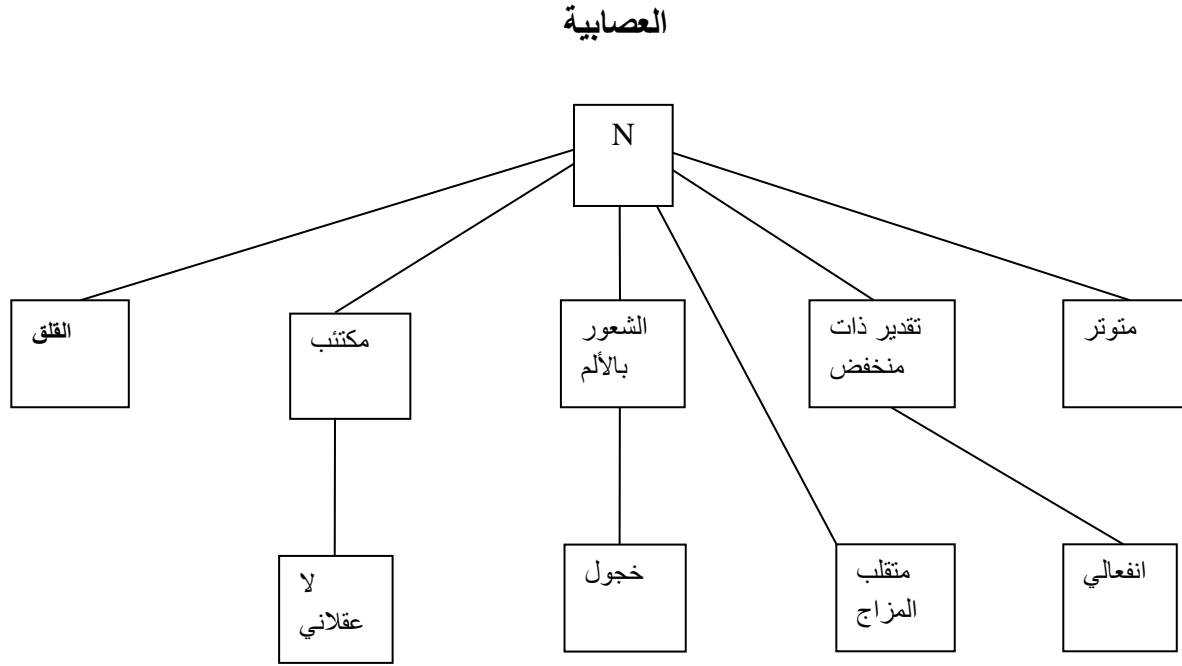 العصابية
N
القلق
مكتئب
الشعور
بالألم
تقدير ذات
منخفض
متوتر
لا
عقلاني
خجول
متقلب
المزاج
انفعالي